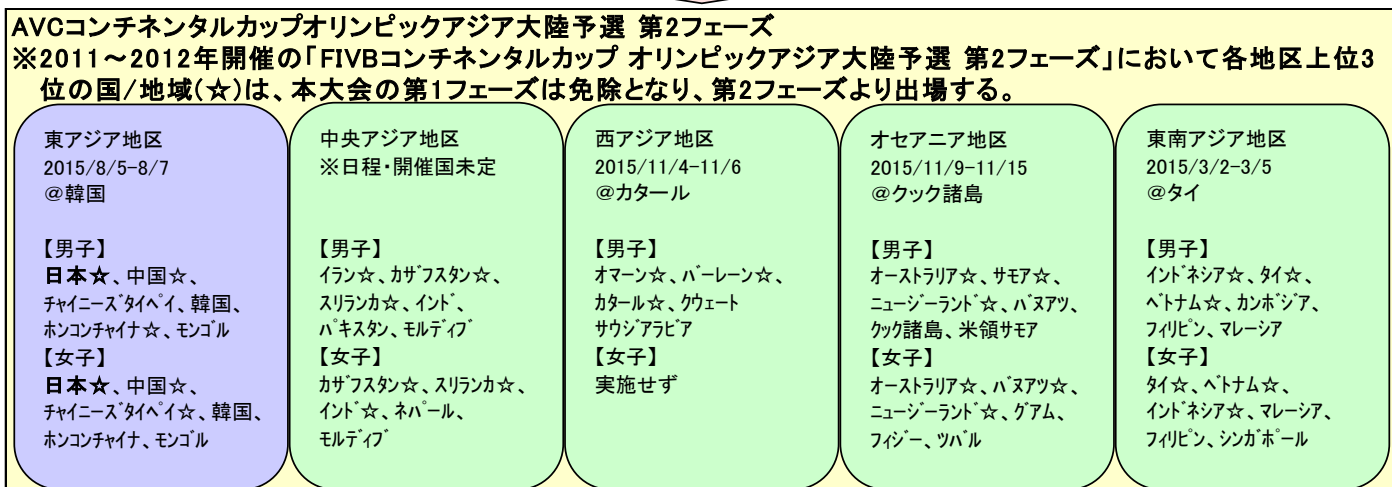 AVCコンチネンタルカップオリンピックアジア大陸予選 第2フェーズ
※2011～2012年開催の「FIVBコンチネンタルカップ オリンピックアジア大陸予選 第2フェーズ」において各地区上位3
位の国/地域(☆)は、本大会の第1フェーズは免除となり、第2フェーズより出場する。
東アジア地区
2015/8/5-8/7
@韓国
【男子】
日本☆、中国☆、
ﾁｬｲﾆｰｽﾞﾀｲﾍﾟｲ、韓国、
ﾎﾝｺﾝﾁｬｲﾅ☆、ﾓﾝｺﾞﾙ
【女子】
日本☆、中国☆、
ﾁｬｲﾆｰｽﾞﾀｲﾍﾟｲ☆、韓国、
ﾎﾝｺﾝﾁｬｲﾅ、ﾓﾝｺﾞﾙ
中央アジア地区
※日程・開催国未定
【男子】
ｲﾗﾝ☆、ｶｻﾞﾌｽﾀﾝ☆、
ｽﾘﾗﾝｶ☆、ｲﾝﾄﾞ、
ﾊﾟｷｽﾀﾝ、ﾓﾙﾃﾞｨﾌﾞ
【女子】
ｶｻﾞﾌｽﾀﾝ☆、ｽﾘﾗﾝｶ☆、
ｲﾝﾄﾞ☆、ﾈﾊﾟｰﾙ、
ﾓﾙﾃﾞｨﾌﾞ
西アジア地区
2015/11/4-11/6
@カタール
【男子】
ｵﾏｰﾝ☆、ﾊﾞｰﾚｰﾝ☆、
ｶﾀｰﾙ☆、ｸｳｪｰﾄ
ｻｳｼﾞｱﾗﾋﾞｱ
【女子】
実施せず
オセアニア地区
2015/11/9-11/15
@クック諸島
【男子】
ｵｰｽﾄﾗﾘｱ☆、ｻﾓｱ☆、
ﾆｭｰｼﾞｰﾗﾝﾄﾞ☆、ﾊﾞﾇｱﾂ、
ｸｯｸ諸島、米領サモア
【女子】
ｵｰｽﾄﾗﾘｱ☆、ﾊﾞﾇｱﾂ☆、
ﾆｭｰｼﾞｰﾗﾝﾄﾞ☆、ｸﾞｱﾑ、
ﾌｨｼﾞｰ、ﾂﾊﾞﾙ
東南アジア地区
2015/3/2-3/5
@タイ
【男子】
ｲﾝﾄﾞﾈｼｱ☆、ﾀｲ☆、
ﾍﾞﾄﾅﾑ☆、ｶﾝﾎﾞｼﾞｱ、
ﾌｨﾘﾋﾟﾝ、ﾏﾚｰｼｱ
【女子】
ﾀｲ☆、ﾍﾞﾄﾅﾑ☆、
ｲﾝﾄﾞﾈｼｱ☆、ﾏﾚｰｼｱ、
ﾌｨﾘﾋﾟﾝ、ｼﾝｶﾞﾎﾟｰﾙ